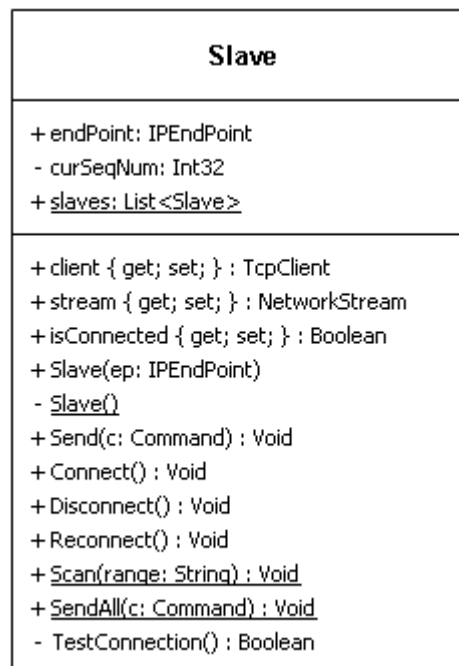 Slave
+ endPoint: IPEndPoint
- curSeqNum: Int32
+ slaves: List<Slave>
+ client { get; set; } : TcpClient
+ stream { get; set; } : NetworkStream
+ isConnected { get; set; } : Boolean
+ Slave(ep: IPEndPoint)
- Slave()
+ Send(c: Command) : Void
+ Connect() : Void
+ Disconnect() : Void
+ Reconnect() : Void
+ Scan(range: String) : Void
+ SendAll(c: Command) : Void
- TestConnection() : Boolean